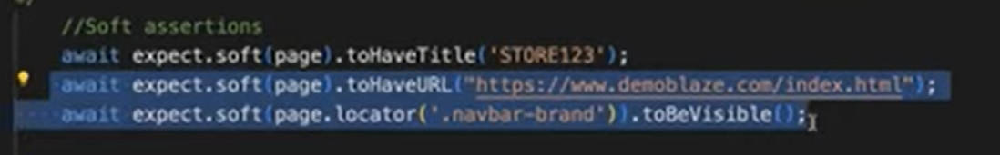 //Soft assertions
await expect.soft(page).toHaveTitle('STORE123');
await expect.soft(page).toHaveURL("https://www.demoblaze.com/index.html");
await expect.soft(page.locator('.navbar-brand')).toBeVisible();